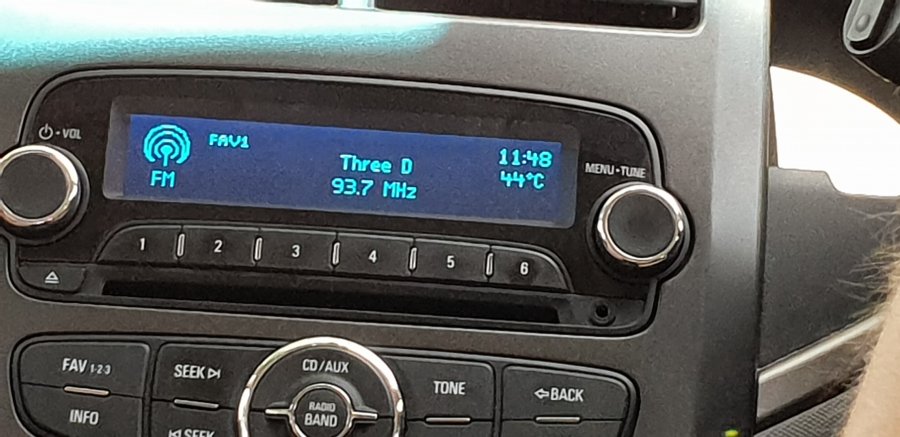 ⏻•VOL
FAV1
Three D
11:48
FM
93.7 MHz
44°C
MENU•TUNE
1 2 3 4 5 6
FAV 1-2-3
SEEK
CD/AUX
TONE
BACK
INFO
SEEK
RADIO
BAND